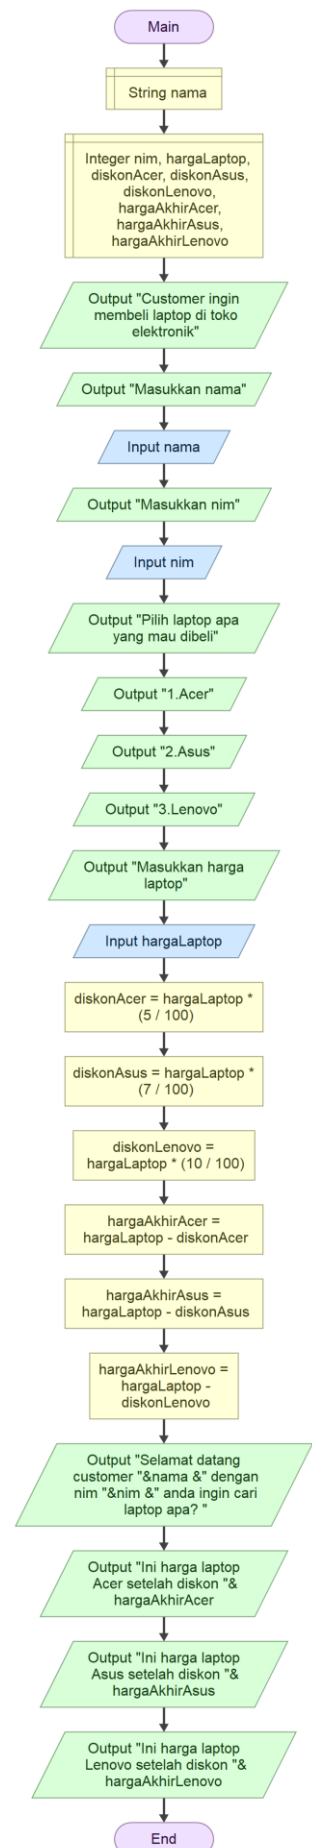 Main
String nama
Integer nim, hargaLaptop,
diskonAcer, diskonAsus,
diskonLenovo,
hargaAkhirAcer,
hargaAkhirAsus,
hargaAkhirLenovo
Output "Customer ingin
membeli laptop di toko
elektronik"
Output "Masukkan nama"
Input nama
Output "Masukkan nim"
Input nim
Output "Pilih laptop apa
yang mau dibeli"
Output "1.Acer"
Output "2.Asus"
Output "3.Lenovo"
Output "Masukkan harga
laptop"
Input hargaLaptop
diskonAcer = hargaLaptop *
(5 / 100)
diskonAsus = hargaLaptop *
(7 / 100)
diskonLenovo =
hargaLaptop * (10 / 100)
hargaAkhirAcer =
hargaLaptop - diskonAcer
hargaAkhirAsus =
hargaLaptop - diskonAsus
hargaAkhirLenovo =
hargaLaptop -
diskonLenovo
Output "Selamat datang
customer "&nama &" dengan
nim "&nim &" anda ingin cari
laptop apa? "
Output "Ini harga laptop
Acer setelah diskon "&
hargaAkhirAcer
Output "Ini harga laptop
Asus setelah diskon "&
hargaAkhirAsus
Output "Ini harga laptop
Lenovo setelah diskon "&
hargaAkhirLenovo
End